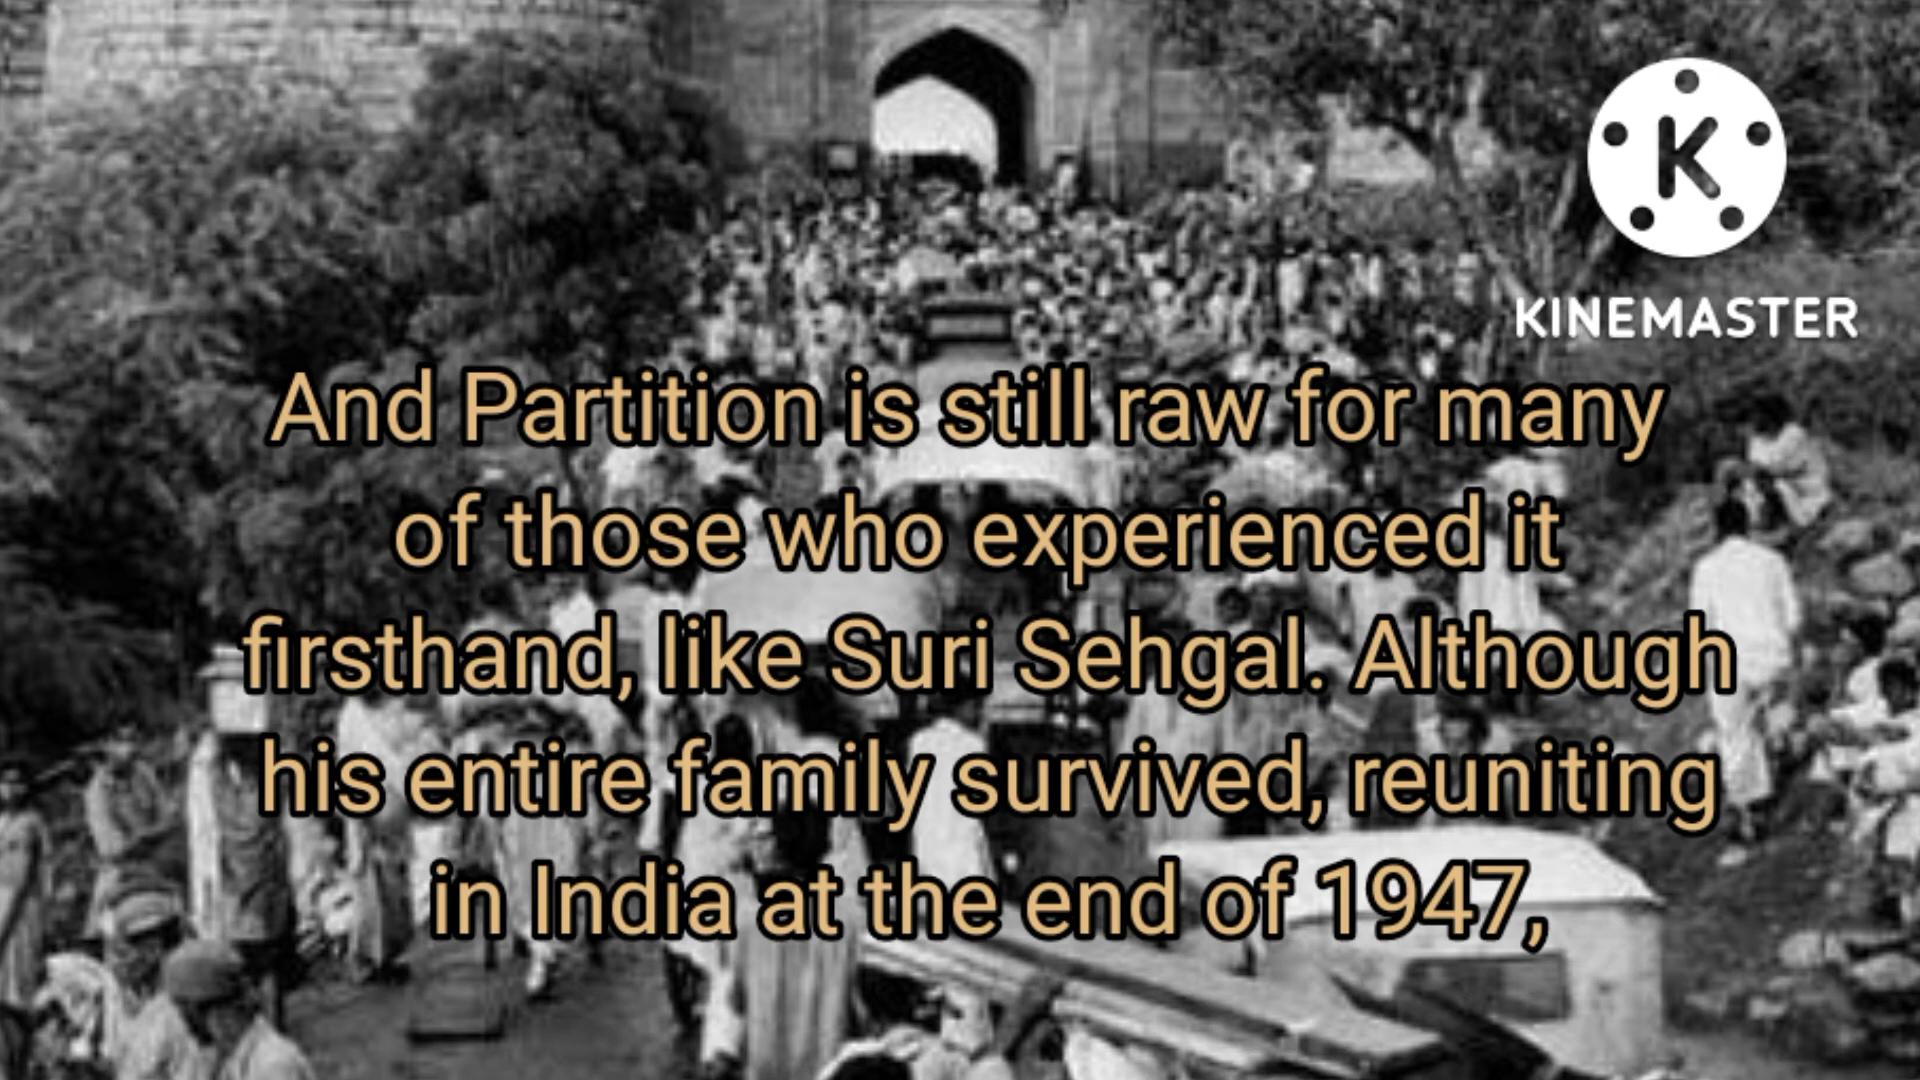 K
KINEMASTER
And Partition is still raw for many
of those who experienced it
firsthand, like Suri Sehgal. Although
his entire family survived, reuniting
in India at the end of 1947,